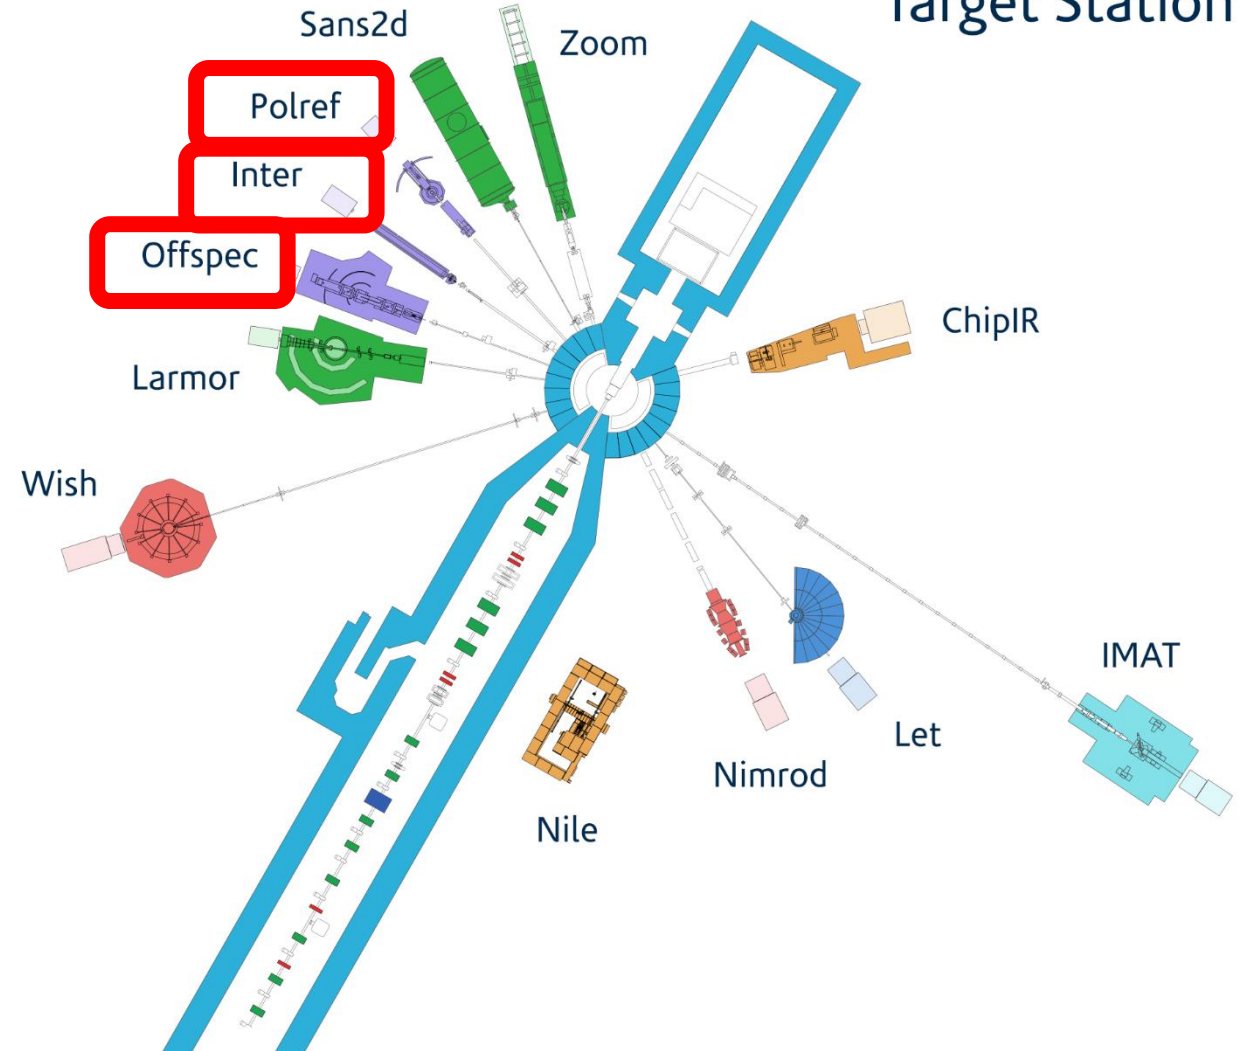 Target Station
Sans2d
Zoom
Polref
Inter
Offspec
Larmor
ChipIR
Wish
IMAT
Let
Nimrod
Nile